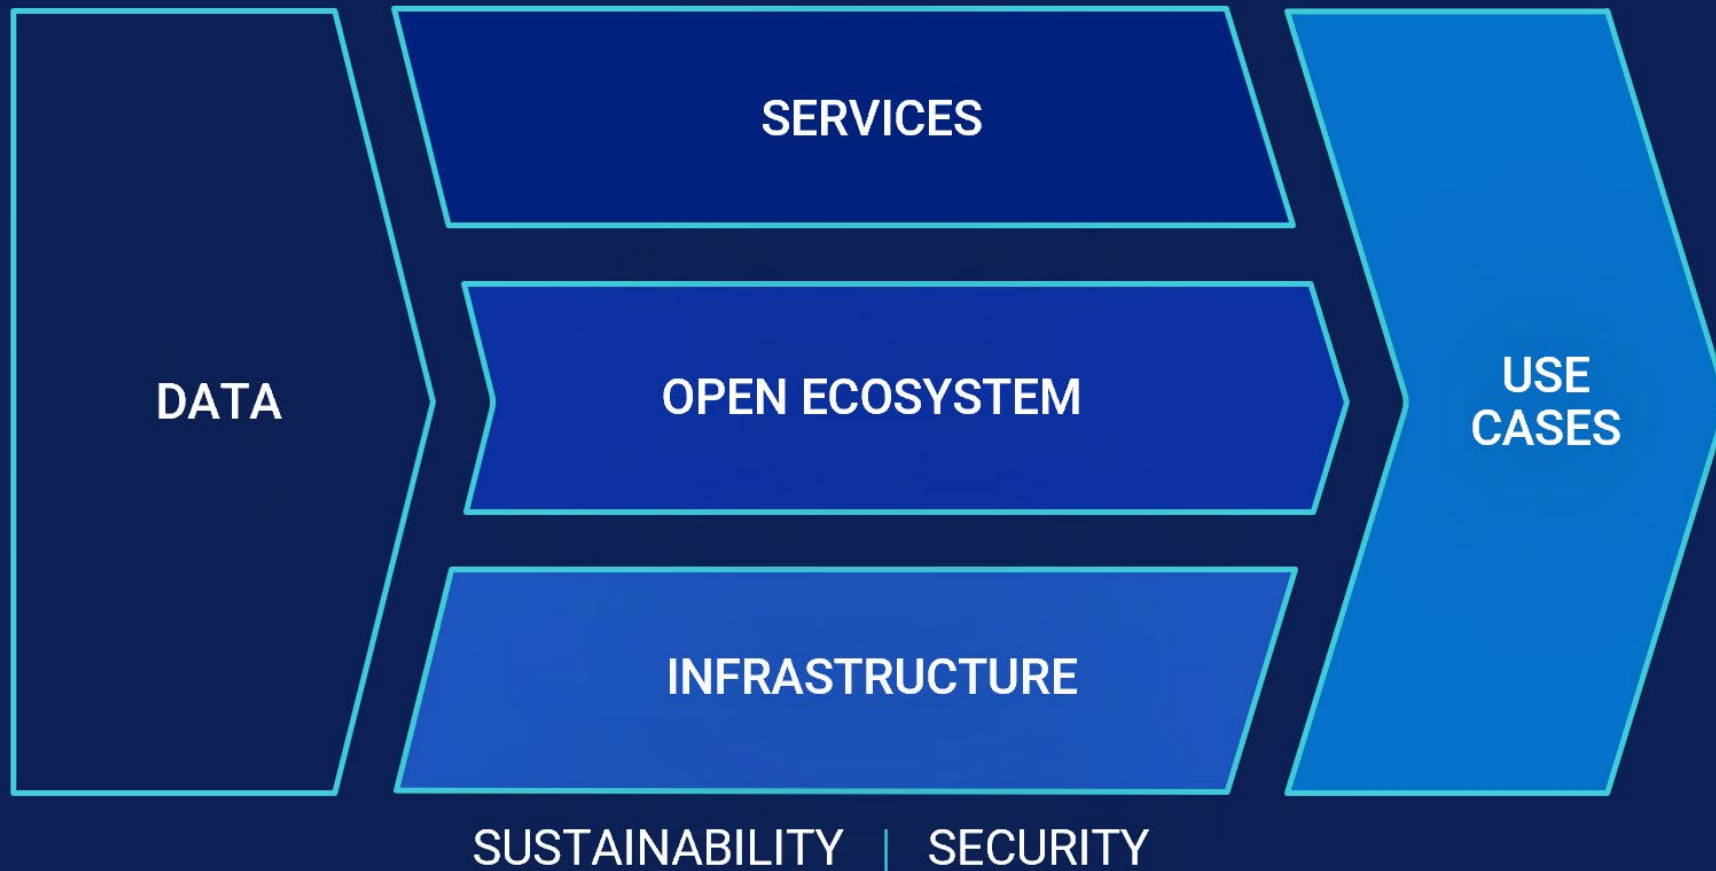 DATA
SERVICES
OPEN ECOSYSTEM
INFRASTRUCTURE
USE
CASES
SUSTAINABILITY | SECURITY